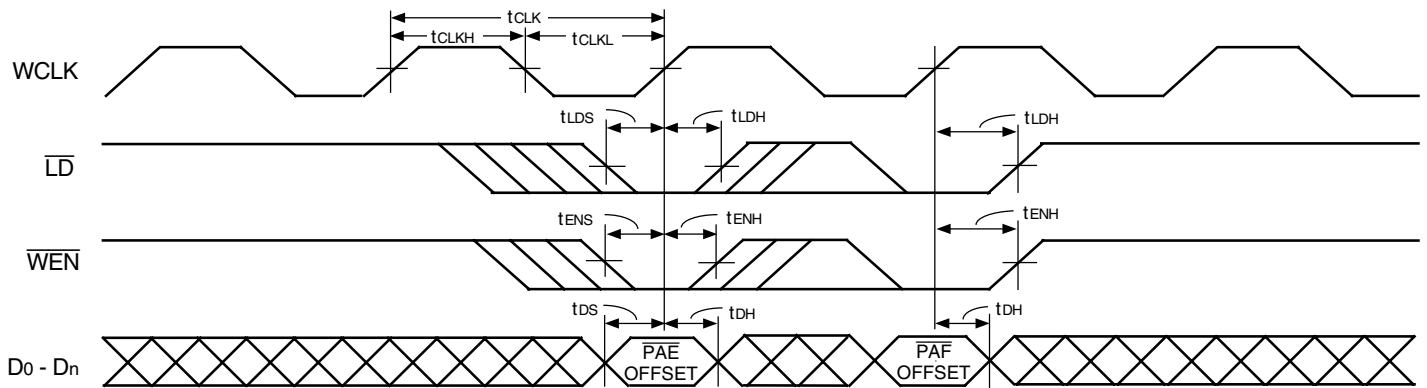 tCLK
tCLKH
tCLKL
WCLK
tLDS
tLDH
tLDH
LD
tENS
tENH
tENH
WEN
tDS
tDH
tDH
D0 - Dn
PAE
OFFSET
PAF
OFFSET